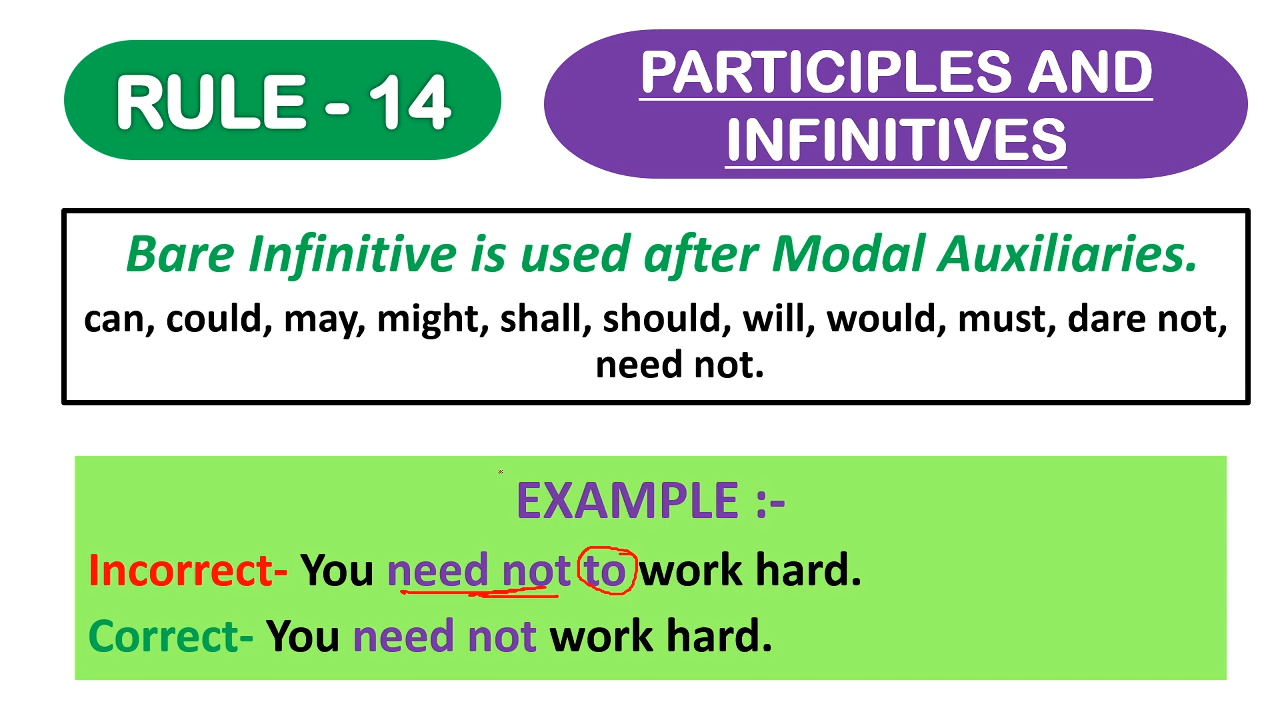 RULE - 14
PARTICIPLES AND
INFINITIVES
Bare Infinitive is used after Modal Auxiliaries.
can, could, may, might, shall, should, will, would, must, dare not,
need not.
EXAMPLE :-
Incorrect- You need not to work hard.
Correct- You need not work hard.